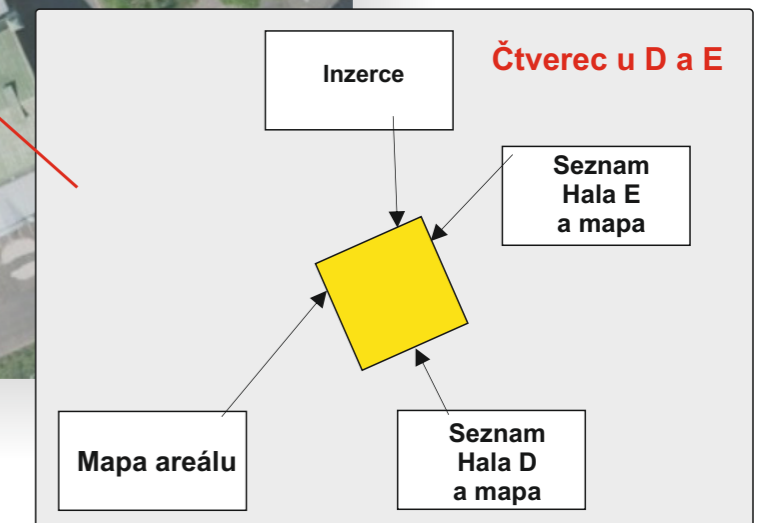 Čtverec u D a E
Inzerce
Seznam
Hala E
a mapa
Mapa areálu
Seznam
Hala D
a mapa